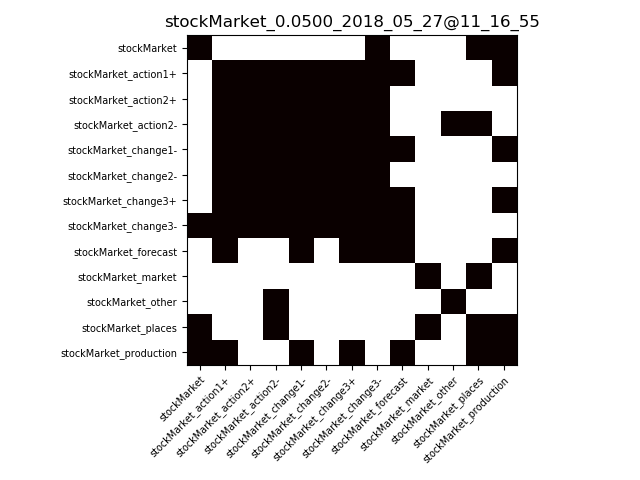 stockMarket_0.0500_2018_05_27@11_16_55
stockMarket
stockMarket_action1+
stockMarket_action2+
stockMarket_action2-
stockMarket_change1-
stockMarket_change2-
stockMarket_change3+
stockMarket_change3-
stockMarket_forecast
stockMarket_market
stockMarket_other
stockMarket_places
stockMarket_production
stockMarket
stockMarket_action1+
stockMarket_action2+
stockMarket_action2-
stockMarket_change1-
stockMarket_change2-
stockMarket_change3+
stockMarket_change3-
stockMarket_forecast
stockMarket_market
stockMarket_other
stockMarket_places
stockMarket_production